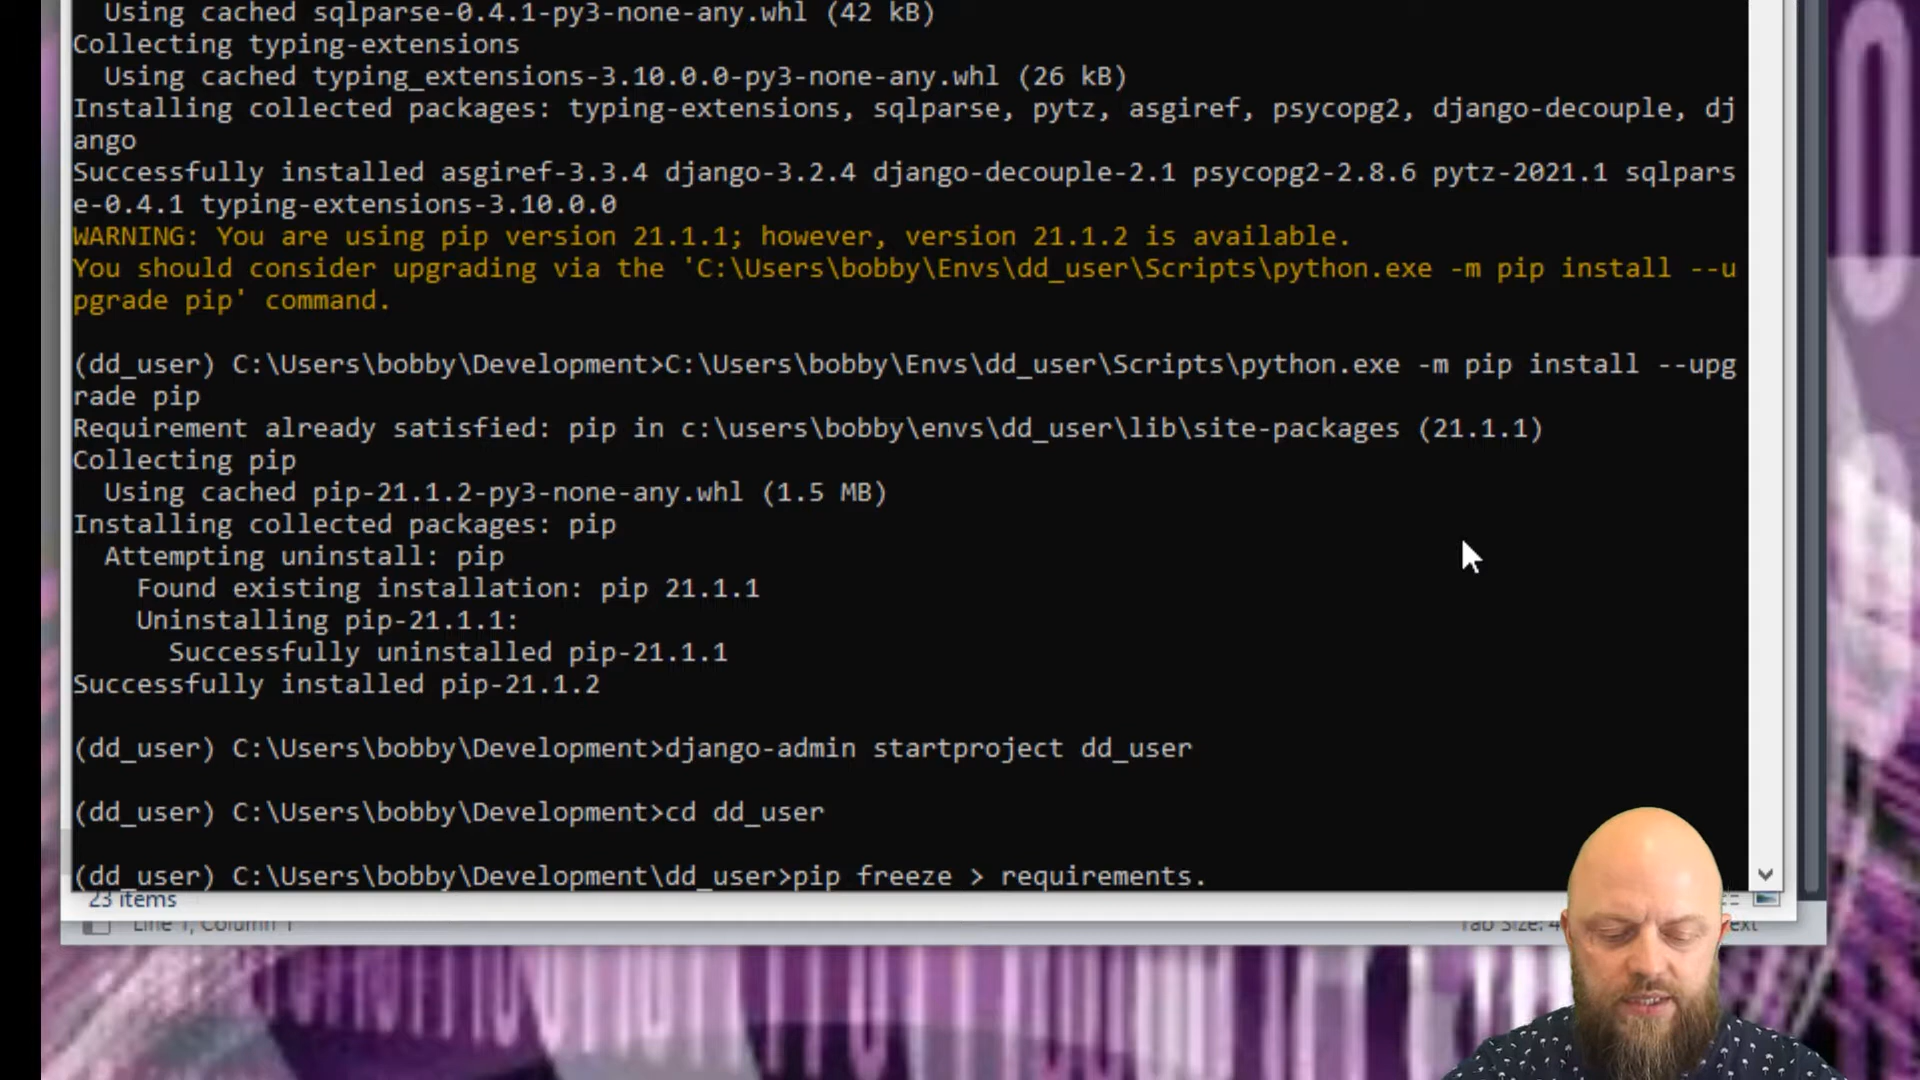 Using cached sqlparse-0.4.1-py3-none-any.whl (42 kB)
Collecting typing-extensions
Using cached typing_extensions-3.10.0.0-py3-none-any.whl (26 kB)
Installing collected packages: typing-extensions, sqlparse, pytz, asgiref, psycopg2, django-decouple, dj
ango
Successfully installed asgiref-3.3.4 django-3.2.4 django-decouple-2.1 psycopg2-2.8.6 pytz-2021.1 sqlpars
e-0.4.1 typing-extensions-3.10.0.0
WARNING: You are using pip version 21.1.1; however, version 21.1.2 is available.
You should consider upgrading via the 'C:\Users\bobby\Envs\dd_user\Scripts\python.exe -m pip install --u
pgrade pip' command.
(dd_user) C:\Users\bobby\Development>C:\Users\bobby\Envs\dd_user\Scripts\python.exe -m pip install --upg
rade pip
Requirement already satisfied: pip in c:\users\bobby\envs\dd_user\lib\site-packages (21.1.1)
Collecting pip
Using cached pip-21.1.2-py3-none-any.whl (1.5 MB)
Installing collected packages: pip
Attempting uninstall: pip
Found existing installation: pip 21.1.1
Uninstalling pip-21.1.1:
Successfully uninstalled pip-21.1.1
Successfully installed pip-21.1.2
(dd_user) C:\Users\bobby\Development>django-admin startproject dd_user
(dd_user) C:\Users\bobby\Development>cd dd_user
(dd_user) C:\Users\bobby\Development\dd_user>pip freeze > requirements.
23 items
Line 1, Column 1
Tab Size: 4